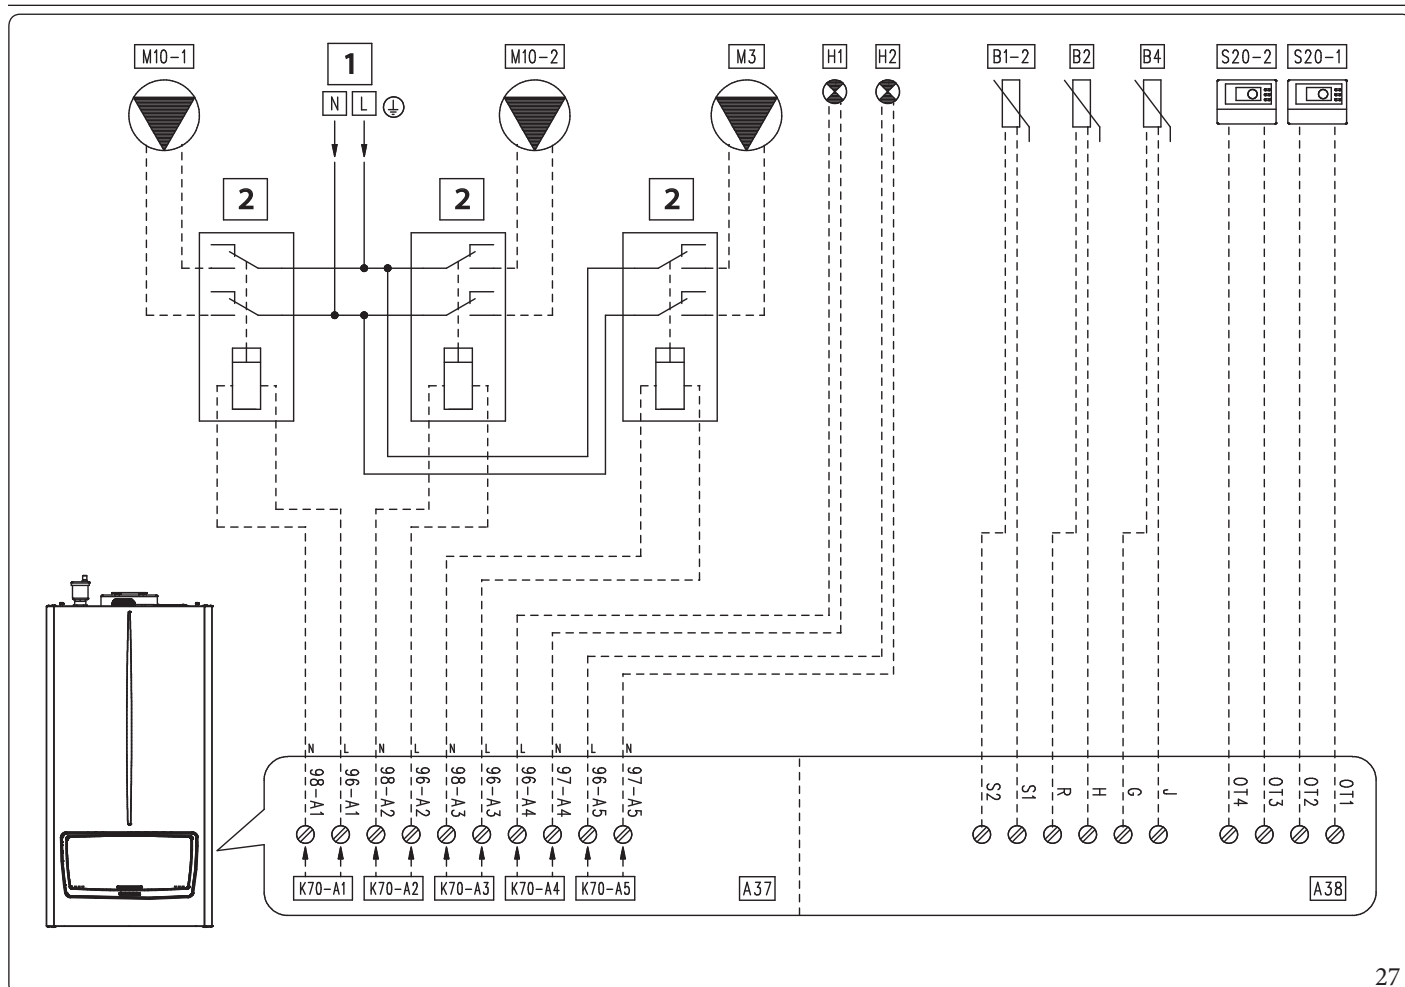 M10-1
1
M10-2
M3
H1
H2
B1-2
B2
B4
S20-2
S20-1
N
L
2
2
2
N
L
N
L
N
L
L
N
L
N
98-A1
96-A1
98-A2
96-A2
98-A3
96-A3
96-A4
97-A4
96-A5
97-A5
S2
S1
R
H
G
J
OT4
OT3
OT2
OT1
K70-A1
K70-A2
K70-A3
K70-A4
K70-A5
A37
A38
27